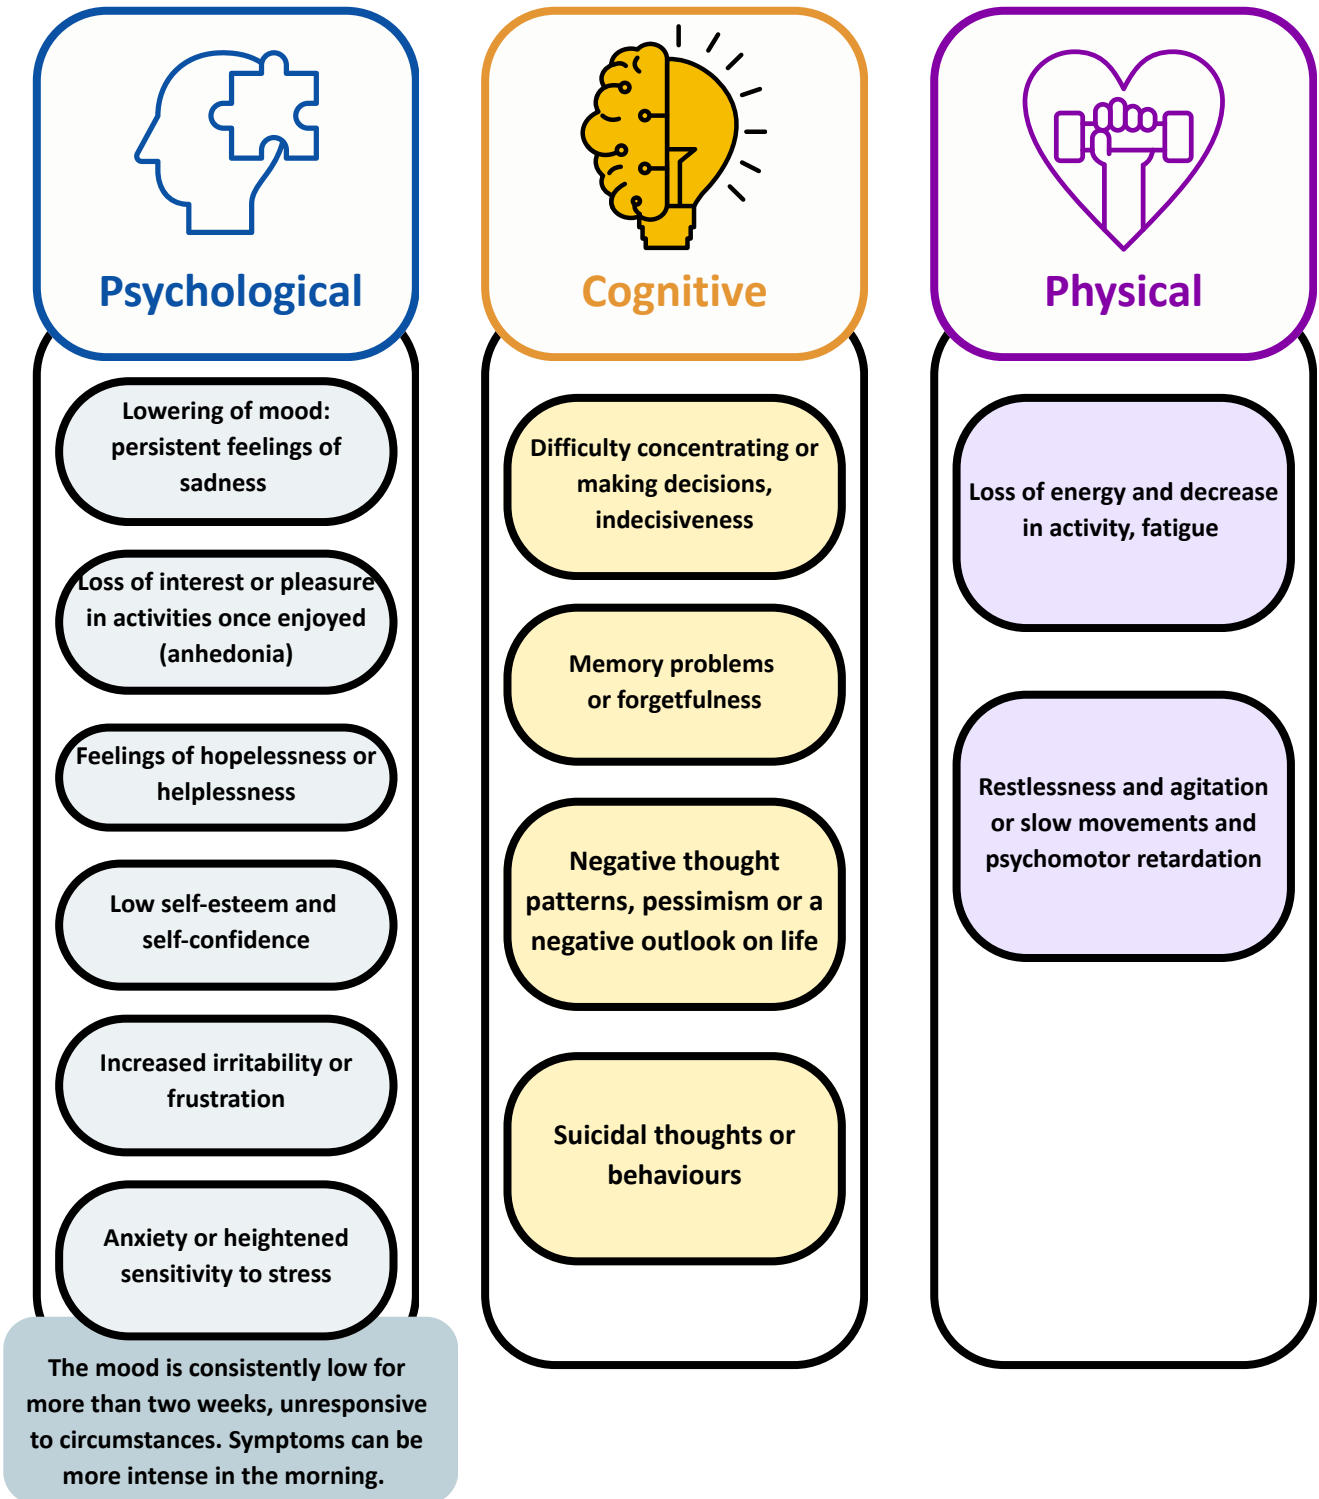 Psychological
Lowering of mood:
persistent feelings of
sadness
Loss of interest or pleasure
in activities once enjoyed
(anhedonia)
Feelings of hopelessness or
helplessness
Low self-esteem and
self-confidence
Increased irritability or
frustration
Anxiety or heightened
sensitivity to stress
The mood is consistently low for
more than two weeks, unresponsive
to circumstances. Symptoms can be
more intense in the morning.
Cognitive
Difficulty concentrating or
making decisions,
indecisiveness
Memory problems
or forgetfulness
Negative thought
patterns, pessimism or a
negative outlook on life
Suicidal thoughts or
behaviours
Physical
Loss of energy and decrease
in activity, fatigue
Restlessness and agitation
or slow movements and
psychomotor retardation